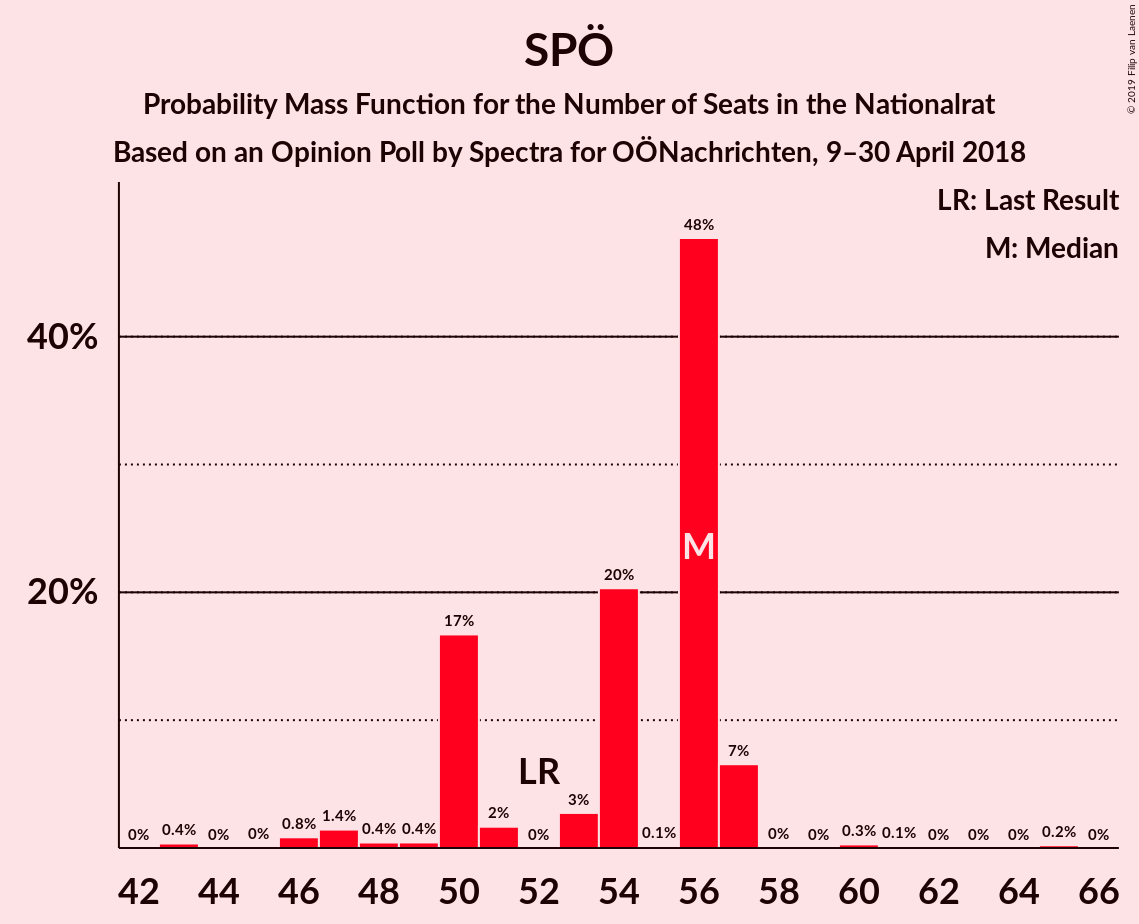 SPÖ
Probability Mass Function for the Number of Seats in the Nationalrat
Based on an Opinion Poll by Spectra for OÖNachrichten, 9–30 April 2018
© 2019 Filip van Laenen
LR: Last Result
M: Median
40%
20%
0% 0.4% 0% 0% 0.8% 1.4% 0.4% 0.4% 17% 2% 0% 3% 20% 0.1% 48% 7% 0% 0% 0.3% 0.1% 0% 0% 0% 0.2% 0%
LR
M
42 44 46 48 50 52 54 56 58 60 62 64 66